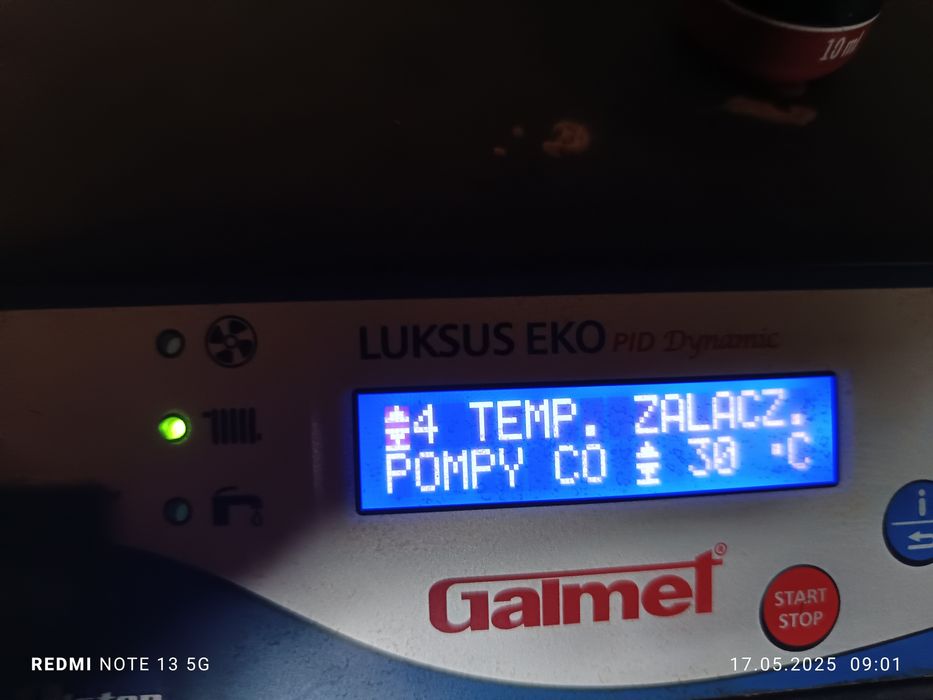 10 ml
LUKSUS EKO PID Dynamic
4 TEMP. ZALACZ.
POMPY CO 30 °C
i
Galmet®
START
STOP
REDMI NOTE 13 5G
17.05.2025 09:01